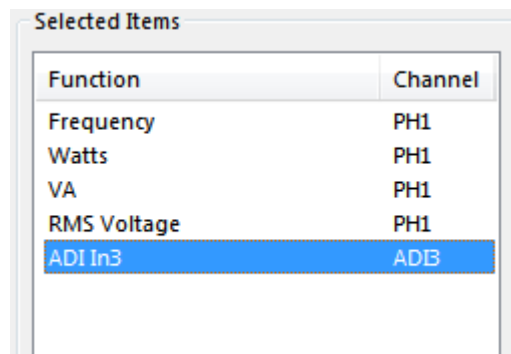 Selected Items
Function Channel
Frequency PH1
Watts PH1
VA PH1
RMS Voltage PH1
ADI In3 ADI3